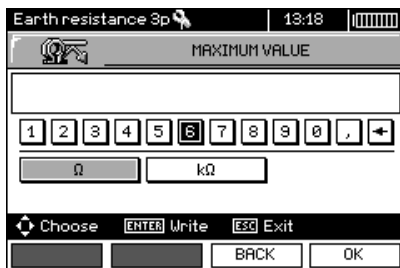 Earth resistance 3p 13:18
MAXIMUM VALUE
1 2 3 4 5 6 7 8 9 0 , ←
Ω kΩ
Choose ENTER Write ESC Exit
BACK OK